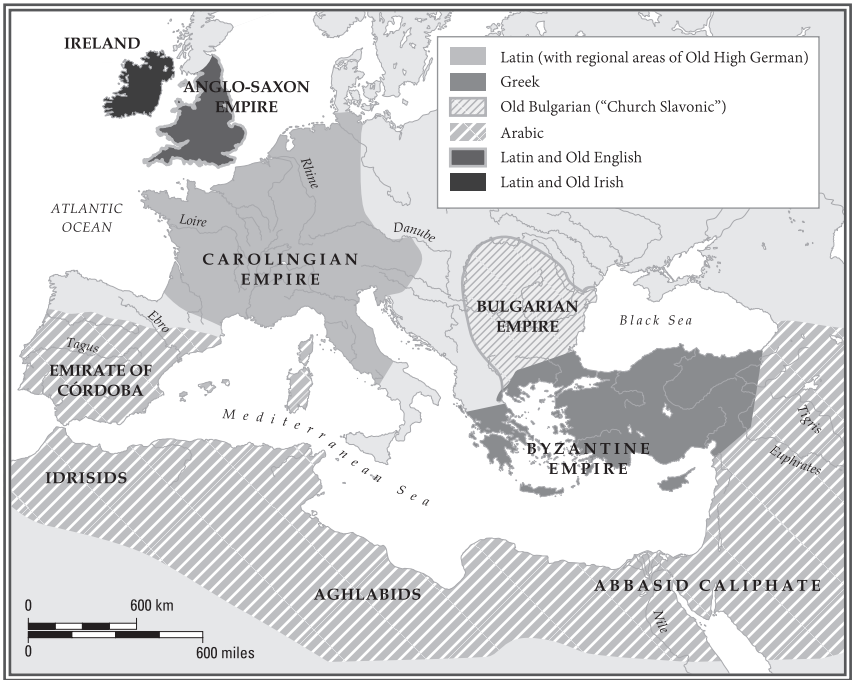 IRELAND
ANGLO-SAXON
EMPIRE
Latin (with regional areas of Old High German)
Greek
Old Bulgarian (“Church Slavonic”)
Arabic
Latin and Old English
Latin and Old Irish
ATLANTIC
OCEAN
Rhine
Loire
Danube
CAROLINGIAN
EMPIRE
BULGARIAN
EMPIRE
Black Sea
Ebro
Tagus
EMIRATE OF
CÓRDOBA
Mediterranean Sea
BYZANTINE
EMPIRE
Tigris
Euphrates
IDRISIDS
AGHLABIDS
ABBASID CALIPHATE
Nile
0 600 km
0 600 miles